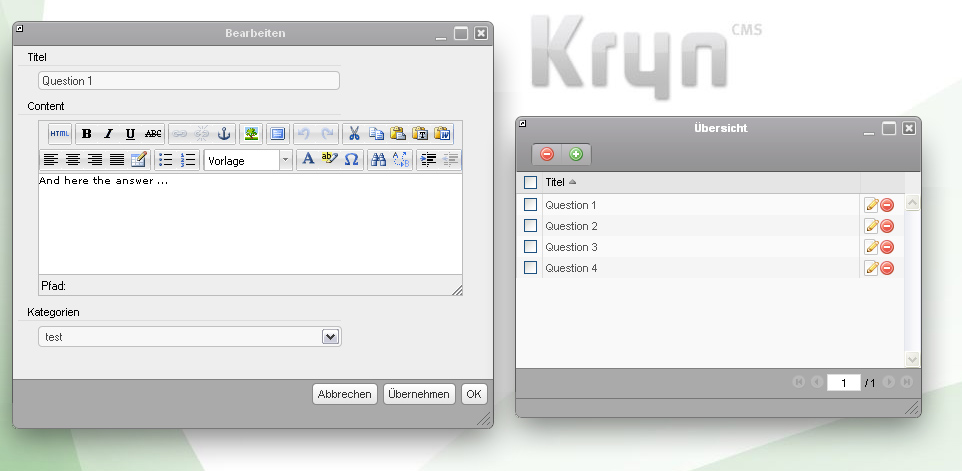 Bearbeiten
Titel
Question 1
Content
HTML B I U ABC
Vorlage A ab Ω
And here the answer ...
Pfad:
Kategorien
test
Abbrechen Übernehmen OK
Kryn CMS
Übersicht
Titel
Question 1
Question 2
Question 3
Question 4
1 / 1